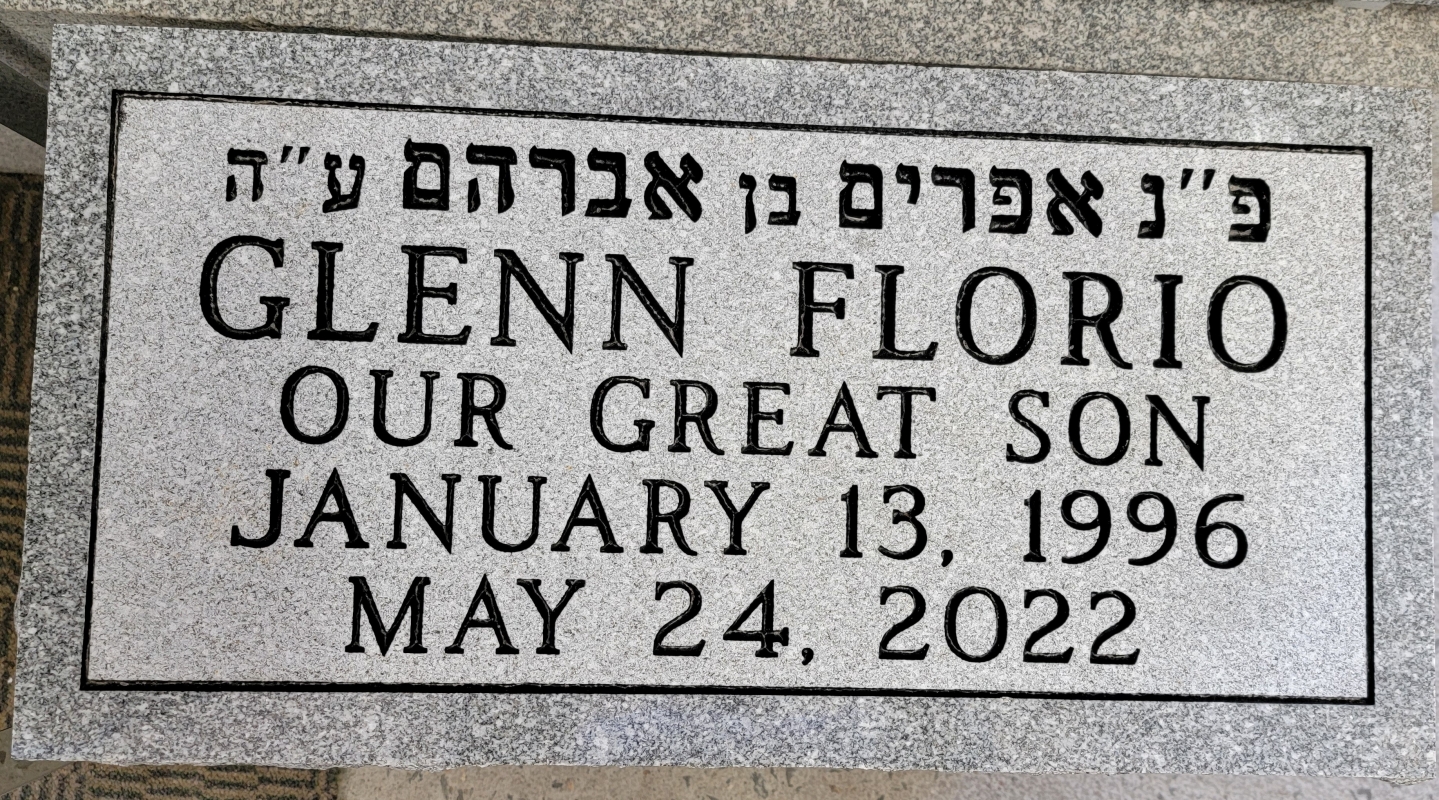 פ"נ אפרים בן אברהם ע"ה
GLENN FLORIO
OUR GREAT SON
JANUARY 13, 1996
MAY 24, 2022